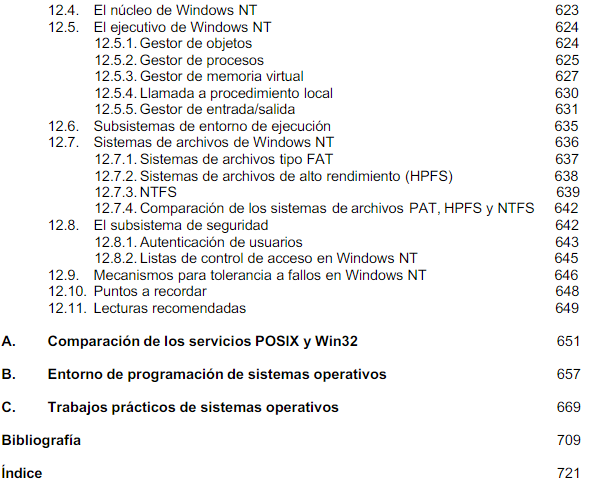 12.4. El núcleo de Windows NT 623
12.5. El ejecutivo de Windows NT 624
12.5.1. Gestor de objetos 624
12.5.2. Gestor de procesos 625
12.5.3. Gestor de memoria virtual 627
12.5.4. Llamada a procedimiento local 630
12.5.5. Gestor de entrada/salida 631
12.6. Subsistemas de entorno de ejecución 635
12.7. Sistemas de archivos de Windows NT 636
12.7.1. Sistemas de archivos tipo FAT 637
12.7.2. Sistemas de archivos de alto rendimiento (HPFS) 638
12.7.3. NTFS 639
12.7.4. Comparación de los sistemas de archivos PAT, HPFS y NTFS 642
12.8. El subsistema de seguridad 642
12.8.1. Autenticación de usuarios 643
12.8.2. Listas de control de acceso en Windows NT 645
12.9. Mecanismos para tolerancia a fallos en Windows NT 646
12.10. Puntos a recordar 648
12.11. Lecturas recomendadas 649
A. Comparación de los servicios POSIX y Win32 651
B. Entorno de programación de sistemas operativos 657
C. Trabajos prácticos de sistemas operativos 669
Bibliografía 709
Índice 721